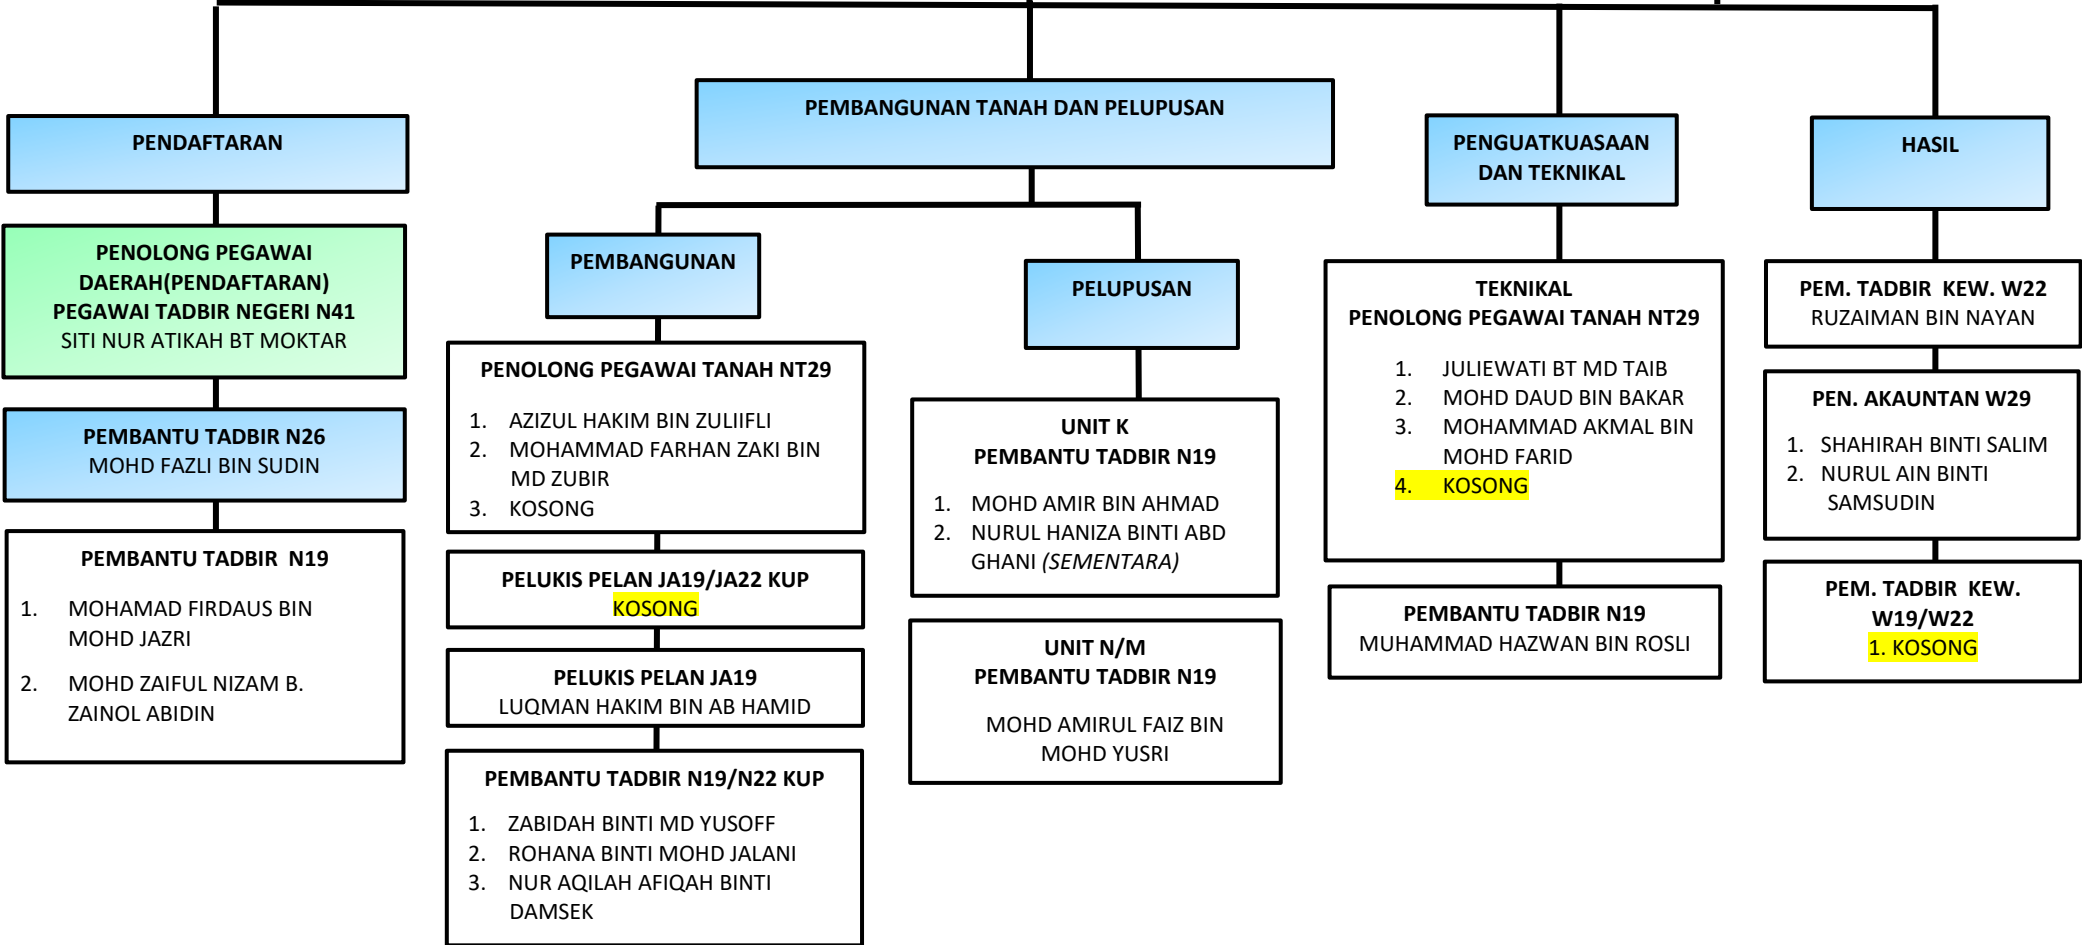 PENDAFTARAN
PENOLONG PEGAWAI
DAERAH(PENDAFTARAN)
PEGAWAI TADBIR NEGERI N41
SITI NUR ATIKAH BT MOKTAR
PEMBANTU TADBIR N26
MOHD FAZLI BIN SUDIN
PEMBANTU TADBIR N19
1. MOHAMAD FIRDAUS BIN
MOHD JAZRI
2. MOHD ZAIFUL NIZAM B.
ZAINOL ABIDIN
PEMBANGUNAN TANAH DAN PELUPUSAN
PEMBANGUNAN
PENOLONG PEGAWAI TANAH NT29
1. AZIZUL HAKIM BIN ZULIIFLI
2. MOHAMMAD FARHAN ZAKI BIN
MD ZUBIR
3. KOSONG
PELUKIS PELAN JA19/JA22 KUP
KOSONG
PELUKIS PELAN JA19
LUQMAN HAKIM BIN AB HAMID
PEMBANTU TADBIR N19/N22 KUP
1. ZABIDAH BINTI MD YUSOFF
2. ROHANA BINTI MOHD JALANI
3. NUR AQILAH AFIQAH BINTI
DAMSEK
PELUPUSAN
UNIT K
PEMBANTU TADBIR N19
1. MOHD AMIR BIN AHMAD
2. NURUL HANIZA BINTI ABD
GHANI (SEMENTARA)
UNIT N/M
PEMBANTU TADBIR N19
MOHD AMIRUL FAIZ BIN
MOHD YUSRI
PENGUATKUASAAN
DAN TEKNIKAL
TEKNIKAL
PENOLONG PEGAWAI TANAH NT29
1. JULIEWATI BT MD TAIB
2. MOHD DAUD BIN BAKAR
3. MOHAMMAD AKMAL BIN
MOHD FARID
4. KOSONG
PEMBANTU TADBIR N19
MUHAMMAD HAZWAN BIN ROSLI
HASIL
PEM. TADBIR KEW. W22
RUZAIMAN BIN NAYAN
PEN. AKAUNTAN W29
1. SHAHIRAH BINTI SALIM
2. NURUL AIN BINTI
SAMSUDIN
PEM. TADBIR KEW.
W19/W22
1. KOSONG